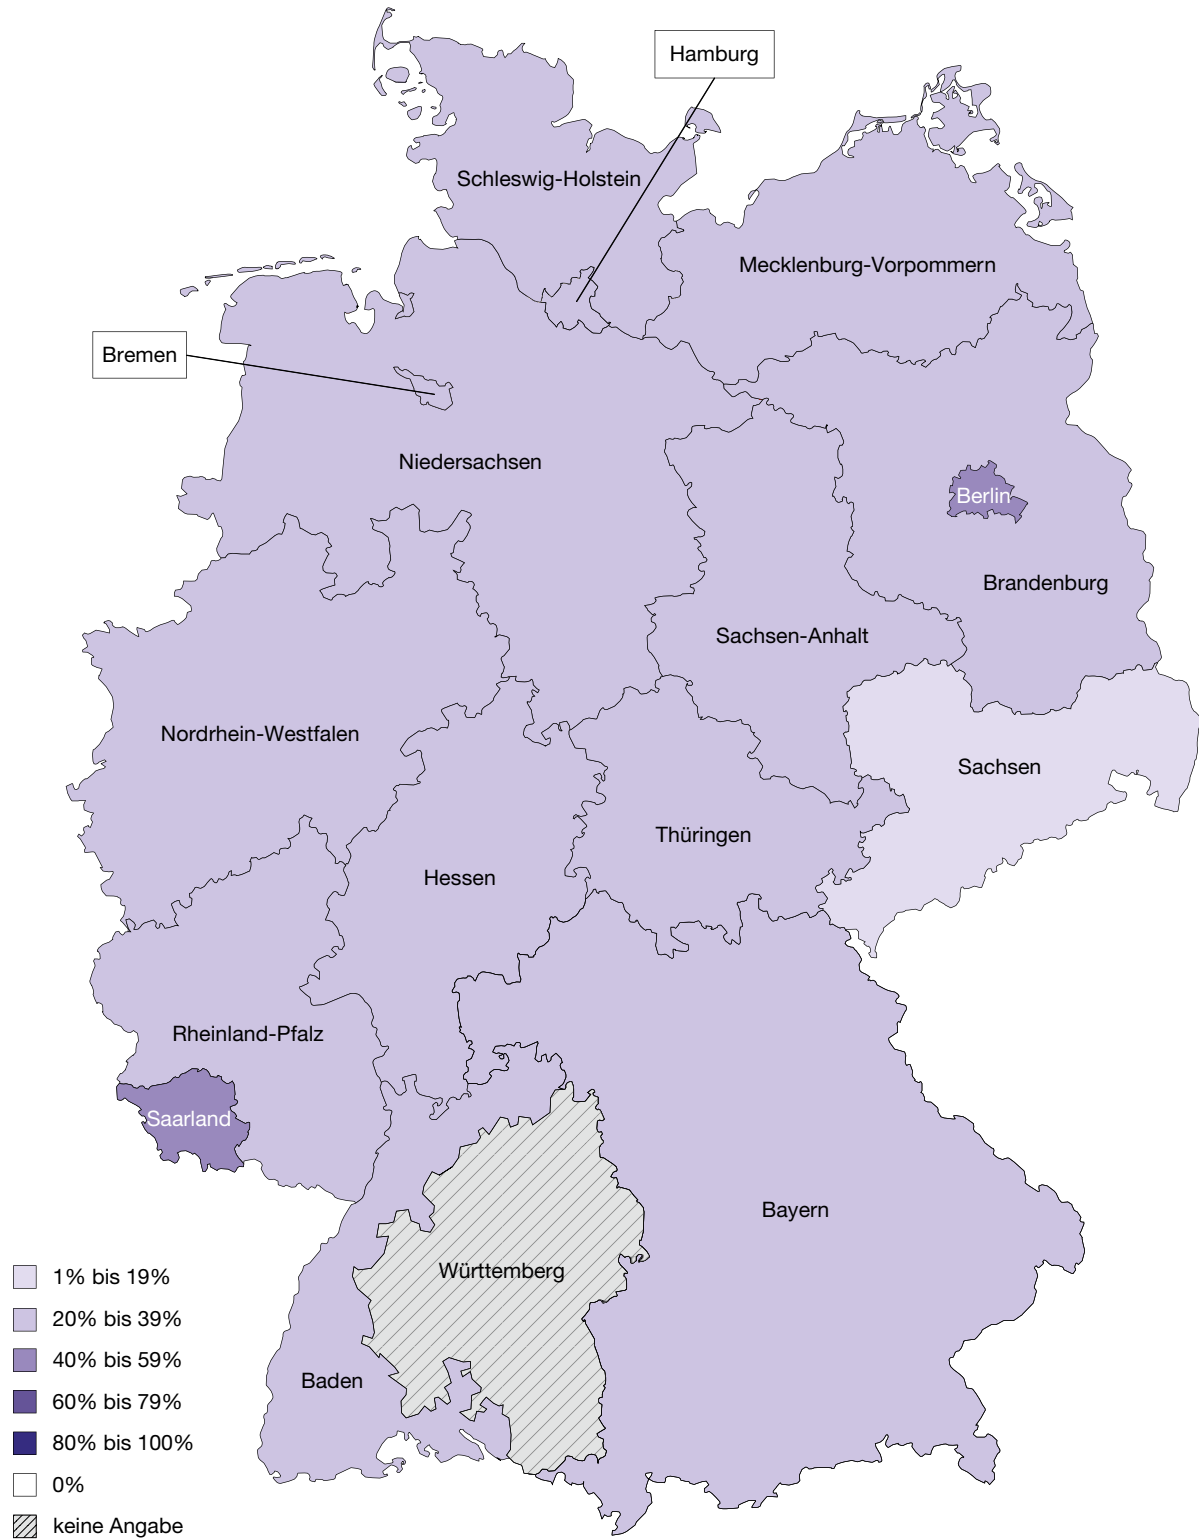 Hamburg
Schleswig-Holstein
Mecklenburg-Vorpommern
Bremen
Niedersachsen
Berlin
Brandenburg
Sachsen-Anhalt
Nordrhein-Westfalen
Sachsen
Thüringen
Hessen
Rheinland-Pfalz
Saarland
Bayern
Württemberg
Baden
1% bis 19%
20% bis 39%
40% bis 59%
60% bis 79%
80% bis 100%
0%
keine Angabe